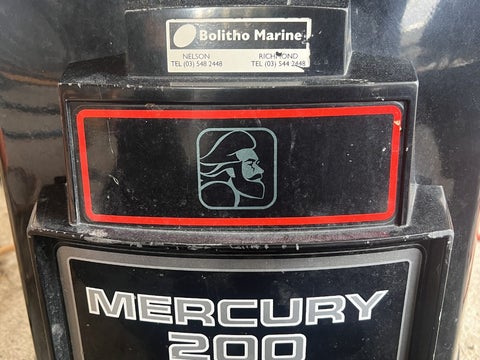 Bolitho Marine
NELSON RICHMOND
TEL (03) 548 2448 TEL (03) 544 2448
MERCURY
200